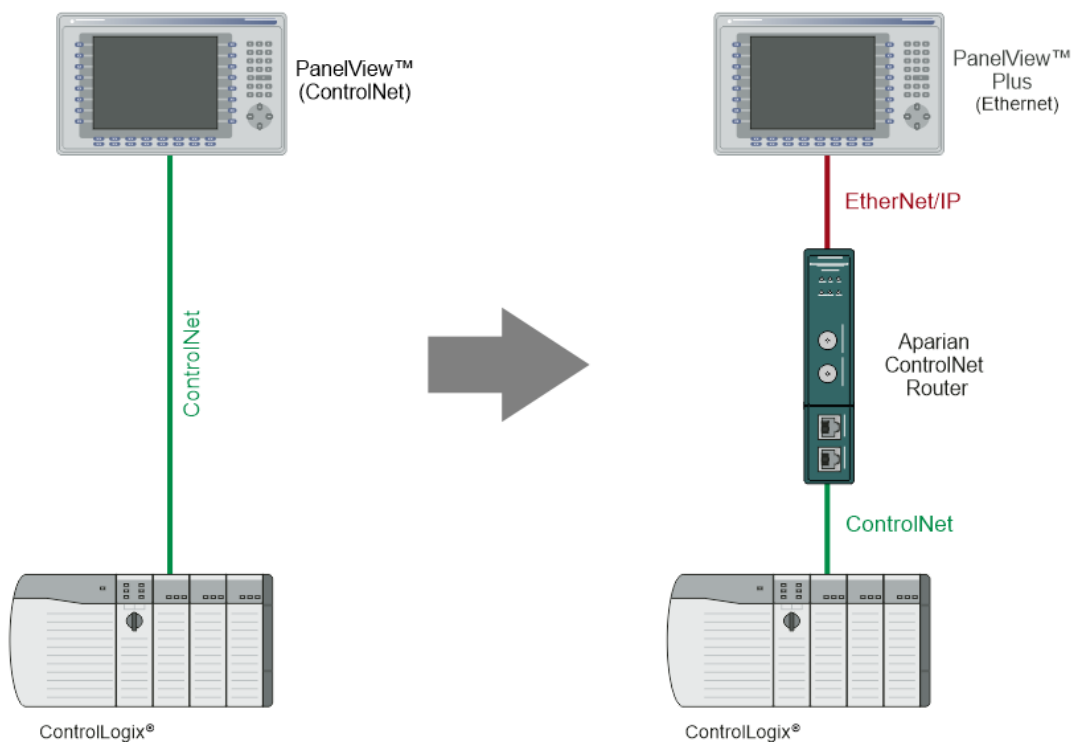 PanelView™
(ControlNet)
ControlNet
ControlLogix®
PanelView™
Plus
(Ethernet)
EtherNet/IP
Aparian
ControlNet
Router
ControlNet
ControlLogix®